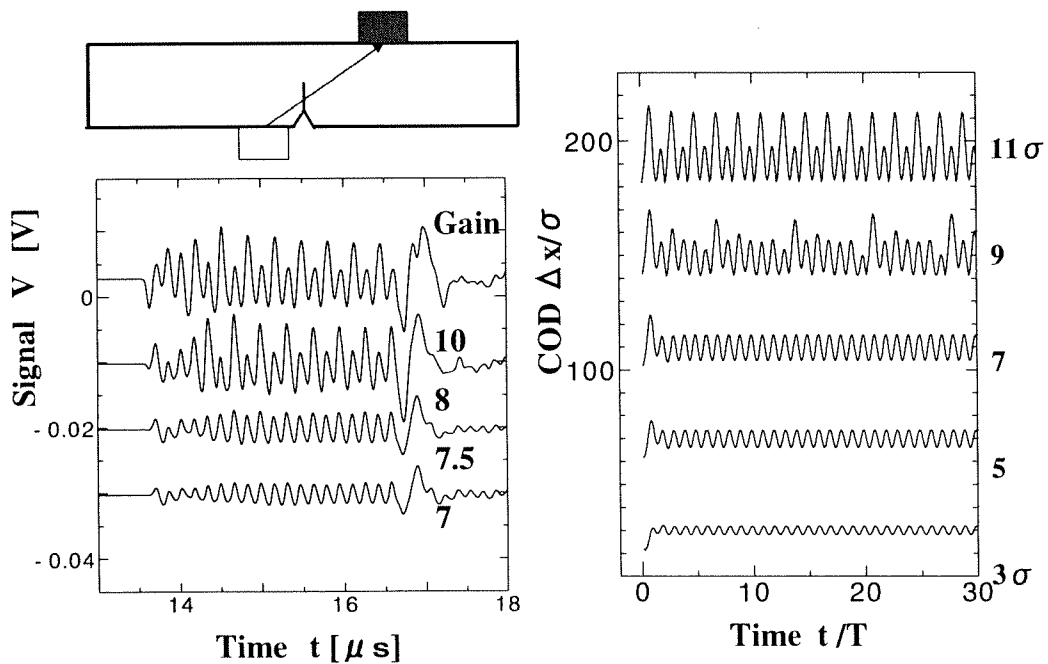 Signal V [V]
0
- 0.02
- 0.04
Gain
10
8
7.5
7
14
16
18
Time t [μs]
COD Δx/σ
200
100
11σ
9
7
5
3σ
0
10
20
30
Time t/T